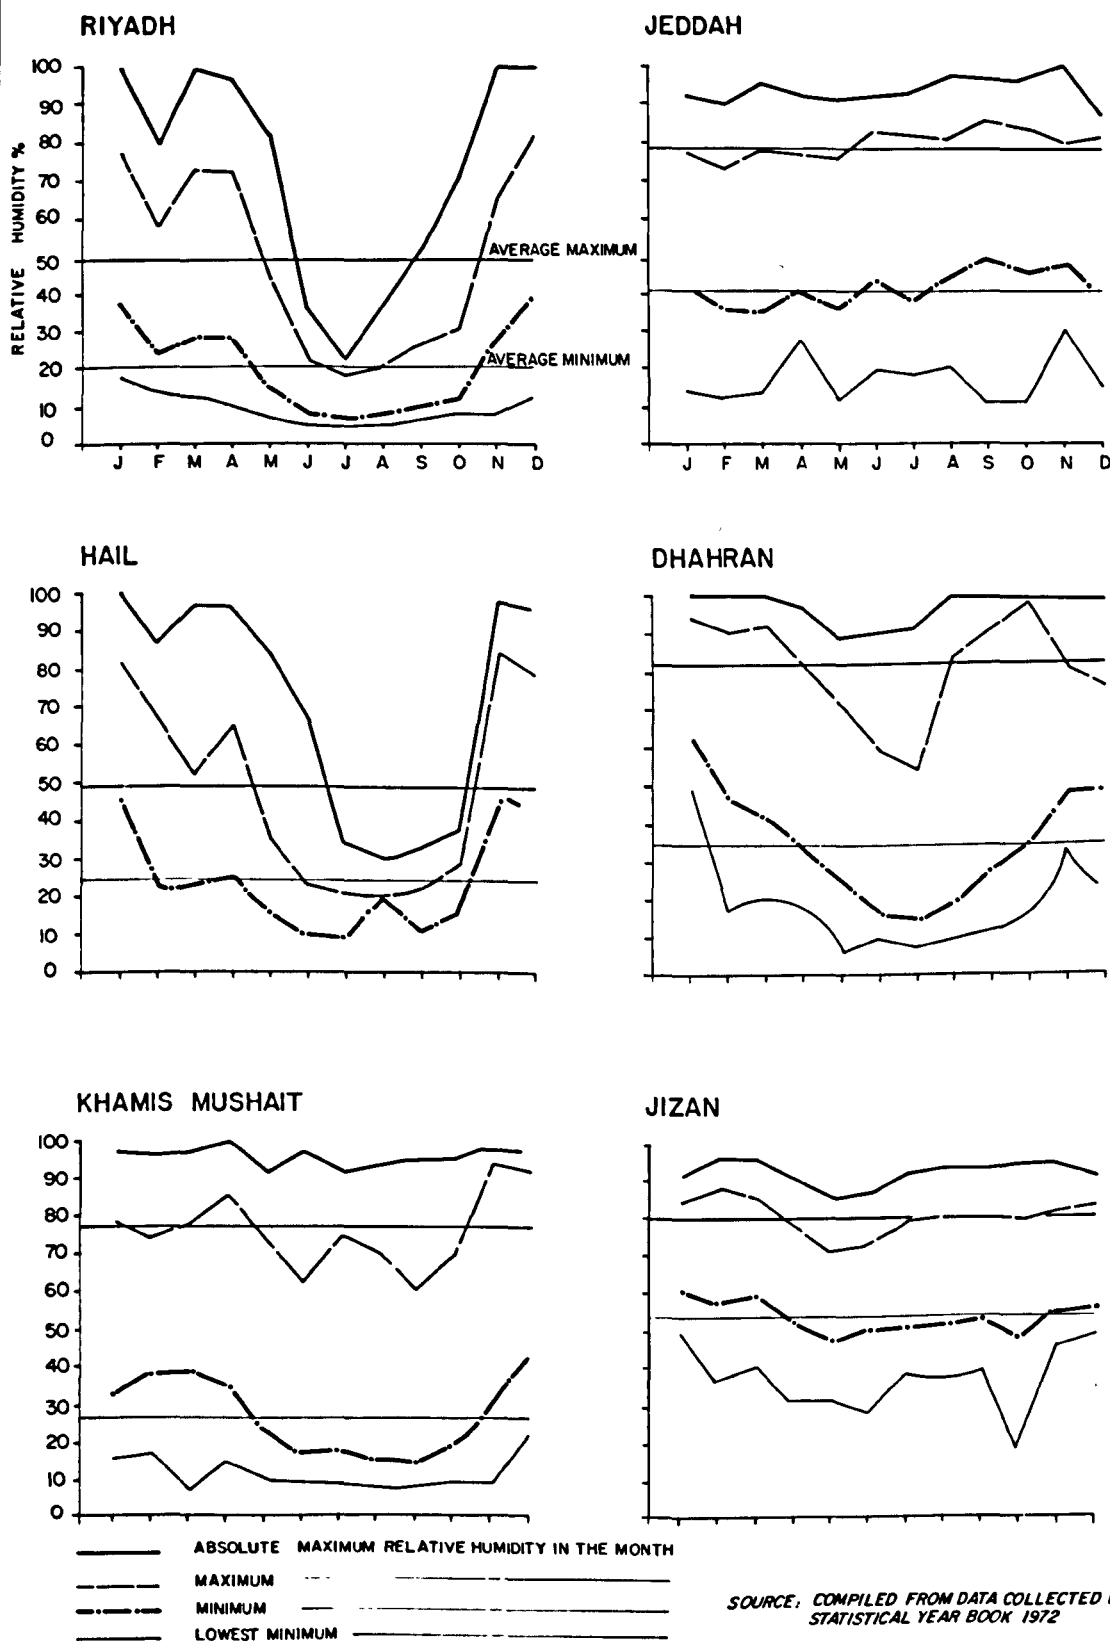 RIYADH
JEDDAH
RELATIVE HUMIDITY %
100
90
80
70
60
50
40
30
20
10
0
AVERAGE MAXIMUM
AVERAGE MINIMUM
J F M A M J J A S O N D
J F M A M J J A S O N D
HAIL
DHAHRAN
100
90
80
70
60
50
40
30
20
10
0
KHAMIS MUSHAIT
JIZAN
100
90
80
70
60
50
40
30
20
10
0
ABSOLUTE MAXIMUM RELATIVE HUMIDITY IN THE MONTH
MAXIMUM
MINIMUM
LOWEST MINIMUM
SOURCE: COMPILED FROM DATA COLLECTED
STATISTICAL YEAR BOOK 1972